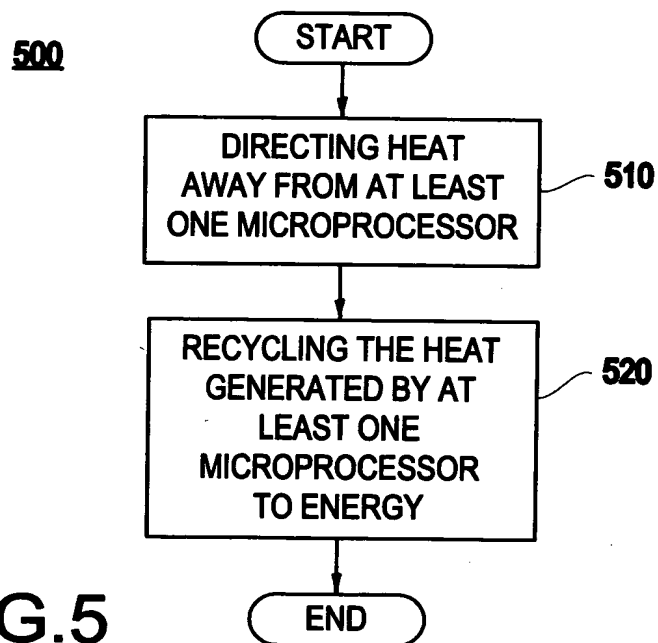 500
START
DIRECTING HEAT
AWAY FROM AT LEAST
ONE MICROPROCESSOR
510
RECYCLING THE HEAT
GENERATED BY AT
LEAST ONE
MICROPROCESSOR
TO ENERGY
520
END
G.5